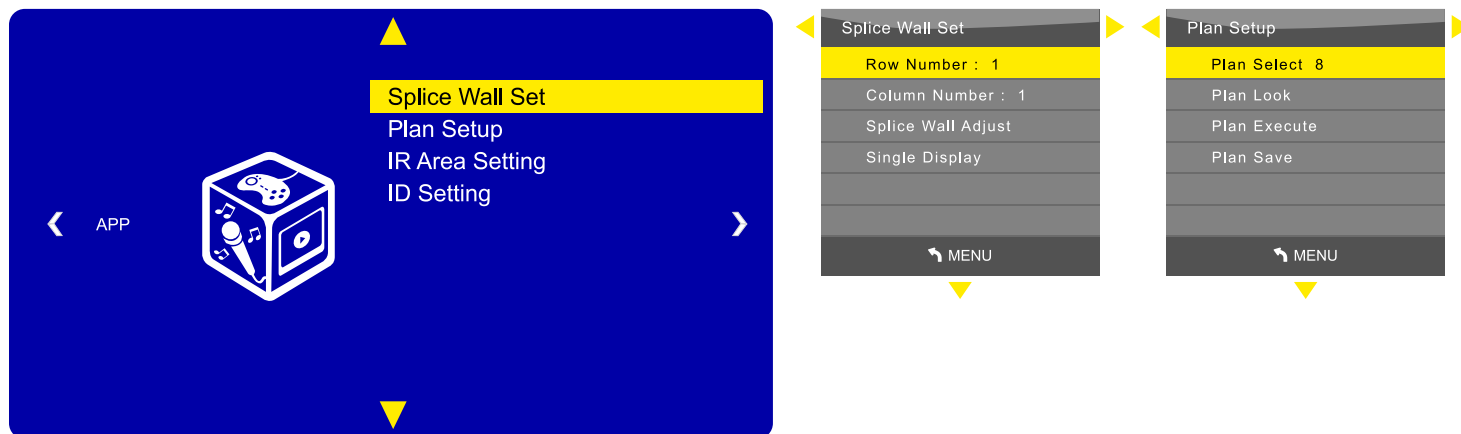 APP
Splice Wall Set
Plan Setup
IR Area Setting
ID Setting
Splice Wall Set
Row Number : 1
Column Number : 1
Splice Wall Adjust
Single Display
MENU
Plan Setup
Plan Select 8
Plan Look
Plan Execute
Plan Save
MENU